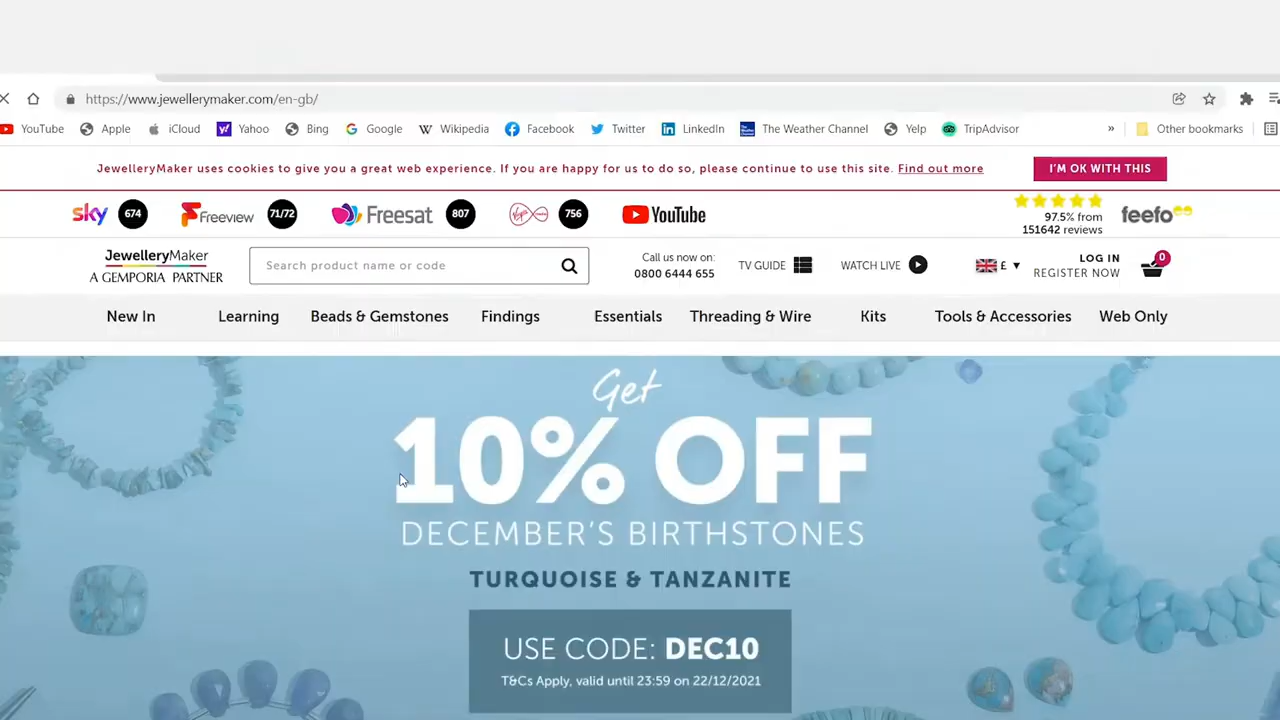 https://www.jewellerymaker.com/en-gb/
YouTube Apple iCloud Yahoo Bing Google Wikipedia Facebook Twitter LinkedIn The Weather Channel Yelp TripAdvisor » Other bookmarks
JewelleryMaker uses cookies to give you a great web experience. If you are happy for us to do so, please continue to use this site. Find out more
I'M OK WITH THIS
sky 674 Freeview 71/72 Freesat 807 Virgin media 756 YouTube
97.5% from
151642 reviews
feefo
JewelleryMaker
A GEMPORIA PARTNER
Search product name or code
Call us now on:
0800 6444 655
TV GUIDE
WATCH LIVE
£ ▼
LOG IN
REGISTER NOW
0
New In Learning Beads & Gemstones Findings Essentials Threading & Wire Kits Tools & Accessories Web Only
Get
10% OFF
DECEMBER'S BIRTHSTONES
TURQUOISE & TANZANITE
USE CODE: DEC10
T&Cs Apply, valid until 23:59 on 22/12/2021